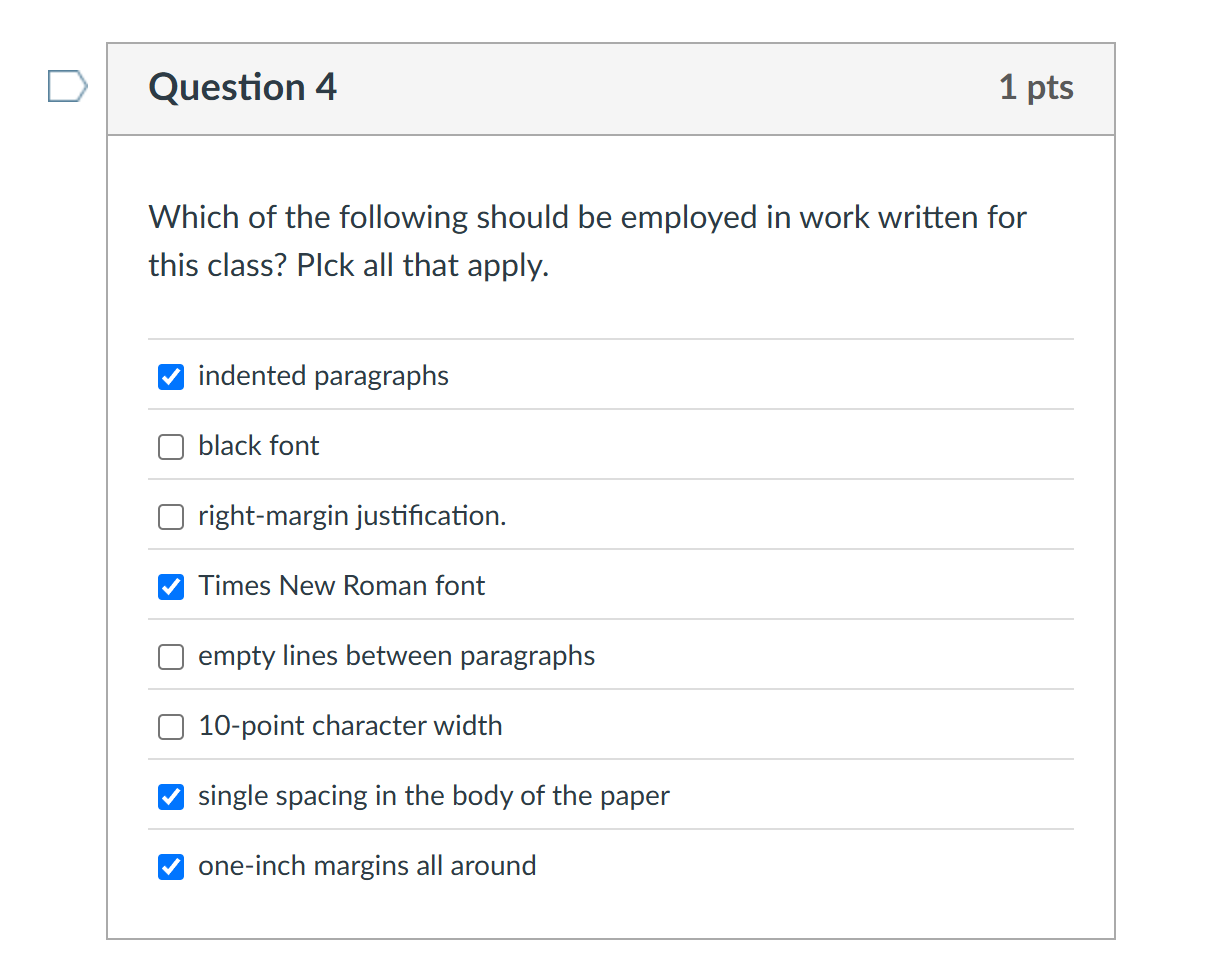 Question 4
1 pts
Which of the following should be employed in work written for
this class? PIck all that apply.
indented paragraphs
black font
right-margin justification.
Times New Roman font
empty lines between paragraphs
10-point character width
single spacing in the body of the paper
one-inch margins all around